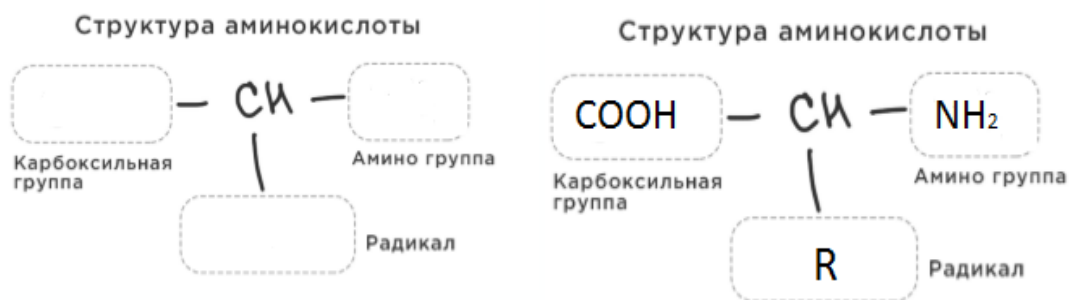 Структура аминокислоты
— CH —
Карбоксильная
группа
Амино группа
Радикал
Структура аминокислоты
COOH — CH — NH₂
Карбоксильная
группа
Амино группа
R
Радикал